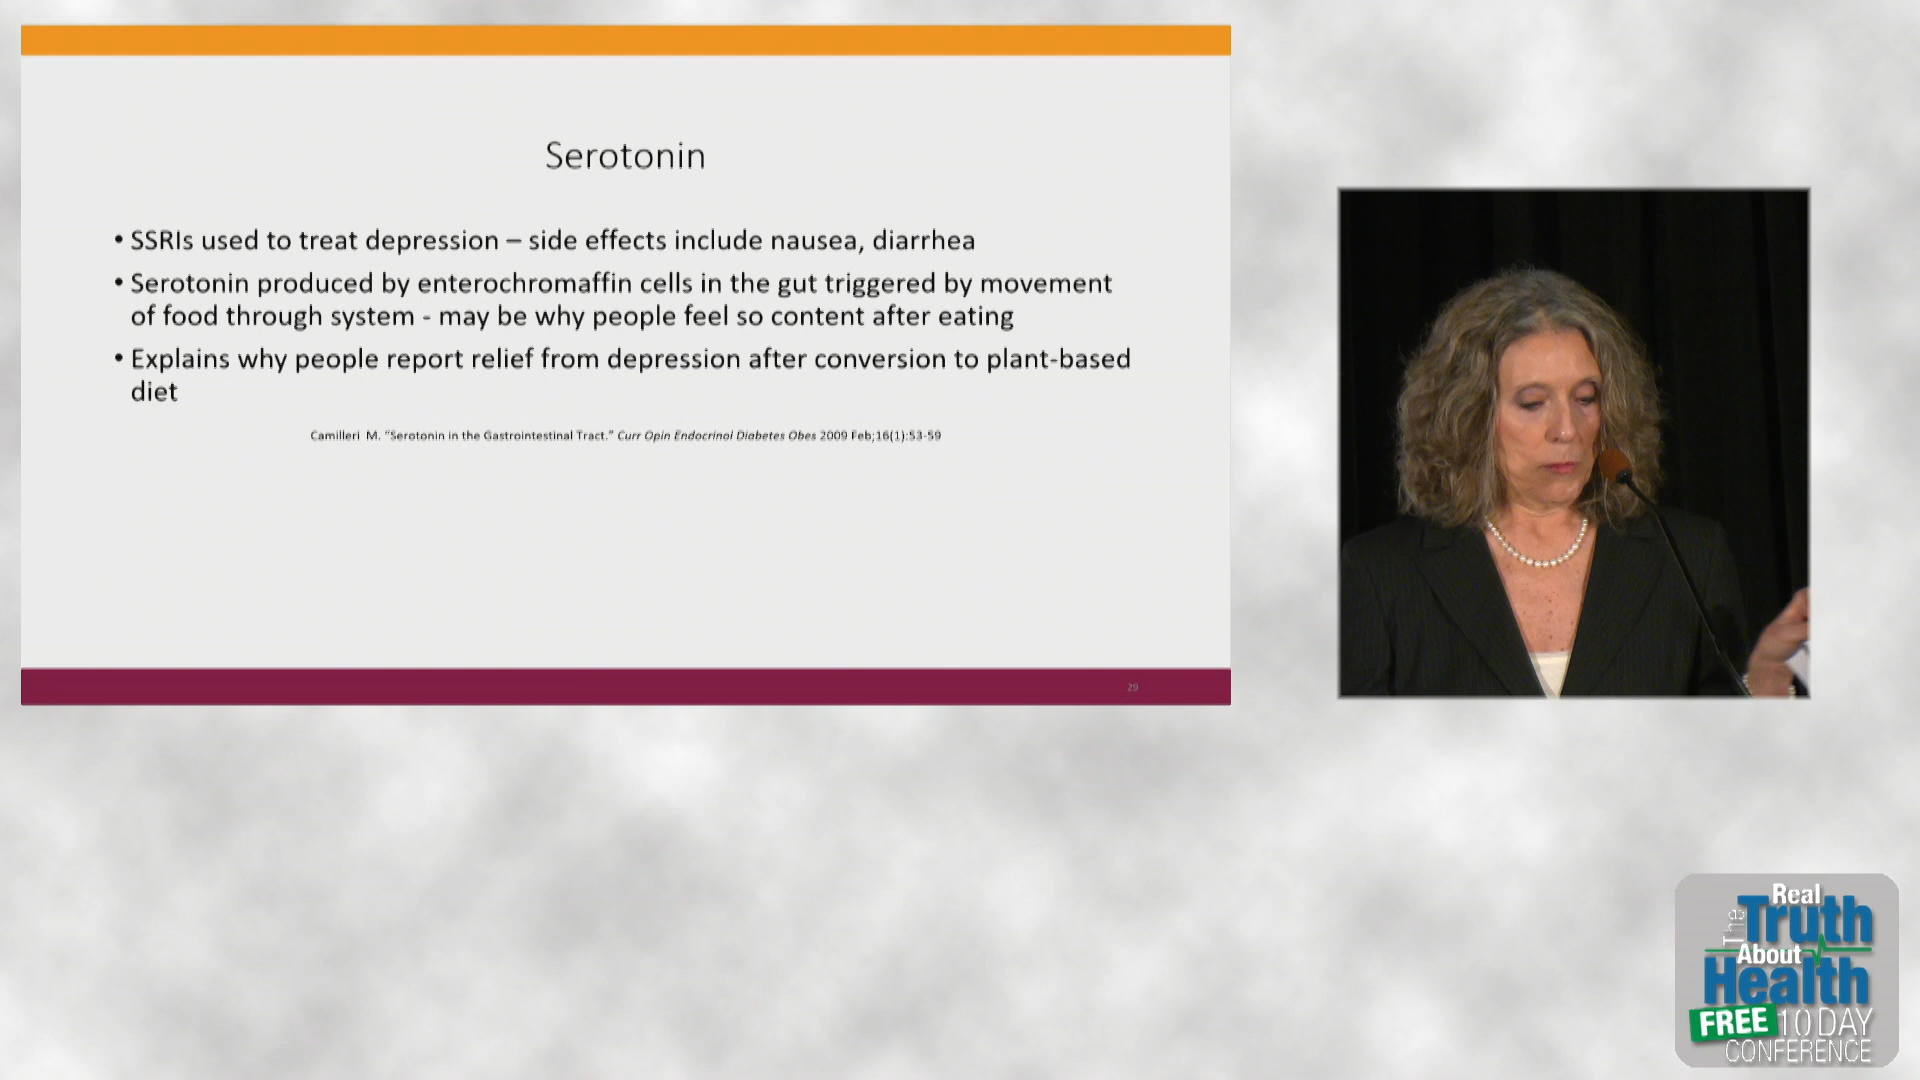 Serotonin
• SSRIs used to treat depression – side effects include nausea, diarrhea
• Serotonin produced by enterochromaffin cells in the gut triggered by movement
of food through system - may be why people feel so content after eating
• Explains why people report relief from depression after conversion to plant-based
diet
Camilleri M. "Serotonin in the Gastrointestinal Tract." Curr Opin Endocrinol Diabetes Obes 2009 Feb;16(1):53-59
29
The Real
Truth
About
Health
FREE 10 DAY
CONFERENCE